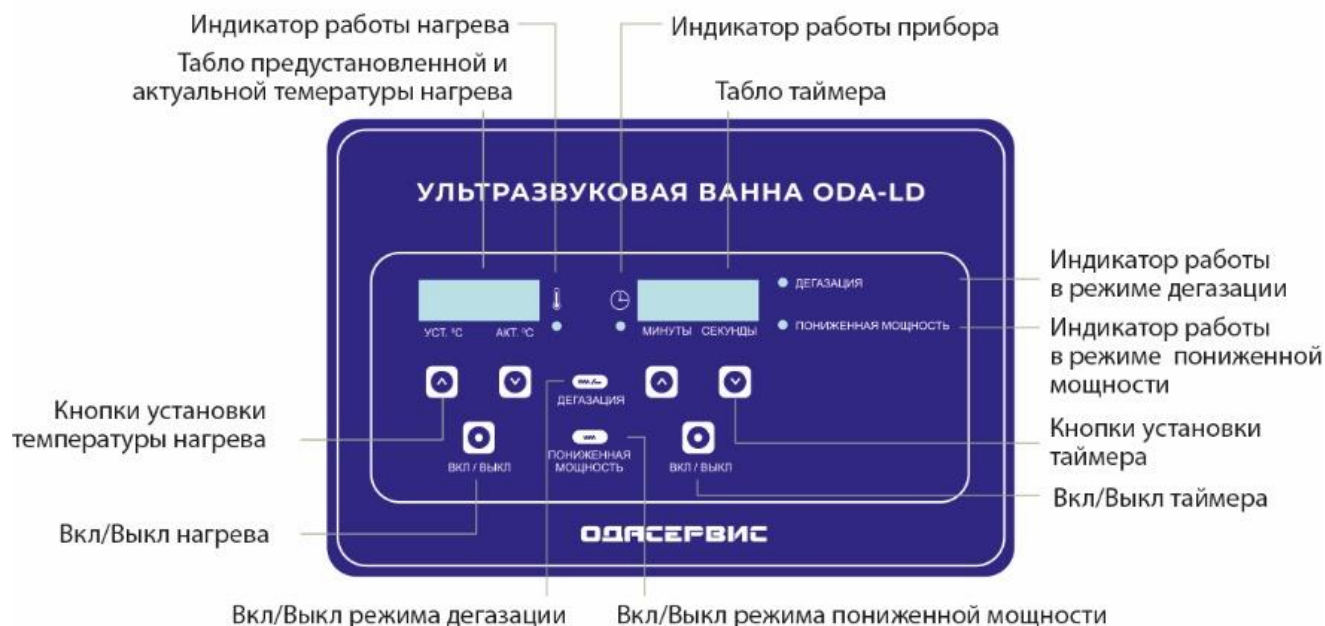 Индикатор работы нагрева
Индикатор работы прибора
Табло предустановленной и
актуальной темературы нагрева
Табло таймера
УЛЬТРАЗВУКОВАЯ ВАННА ODA-LD
УСТ. °С
АКТ. °С
МИНУТЫ
СЕКУНДЫ
ДЕГАЗАЦИЯ
ПОНИЖЕННАЯ МОЩНОСТЬ
Индикатор работы
в режиме дегазации
Индикатор работы
в режиме пониженной
мощности
ДЕГАЗАЦИЯ
Кнопки установки
температуры нагрева
ВКЛ / ВЫКЛ
ПОНИЖЕННАЯ
МОЩНОСТЬ
ВКЛ / ВЫКЛ
Кнопки установки
таймера
Вкл/Выкл нагрева
Вкл/Выкл таймера
ОДАСЕРВИС
Вкл/Выкл режима дегазации
Вкл/Выкл режима пониженной мощности